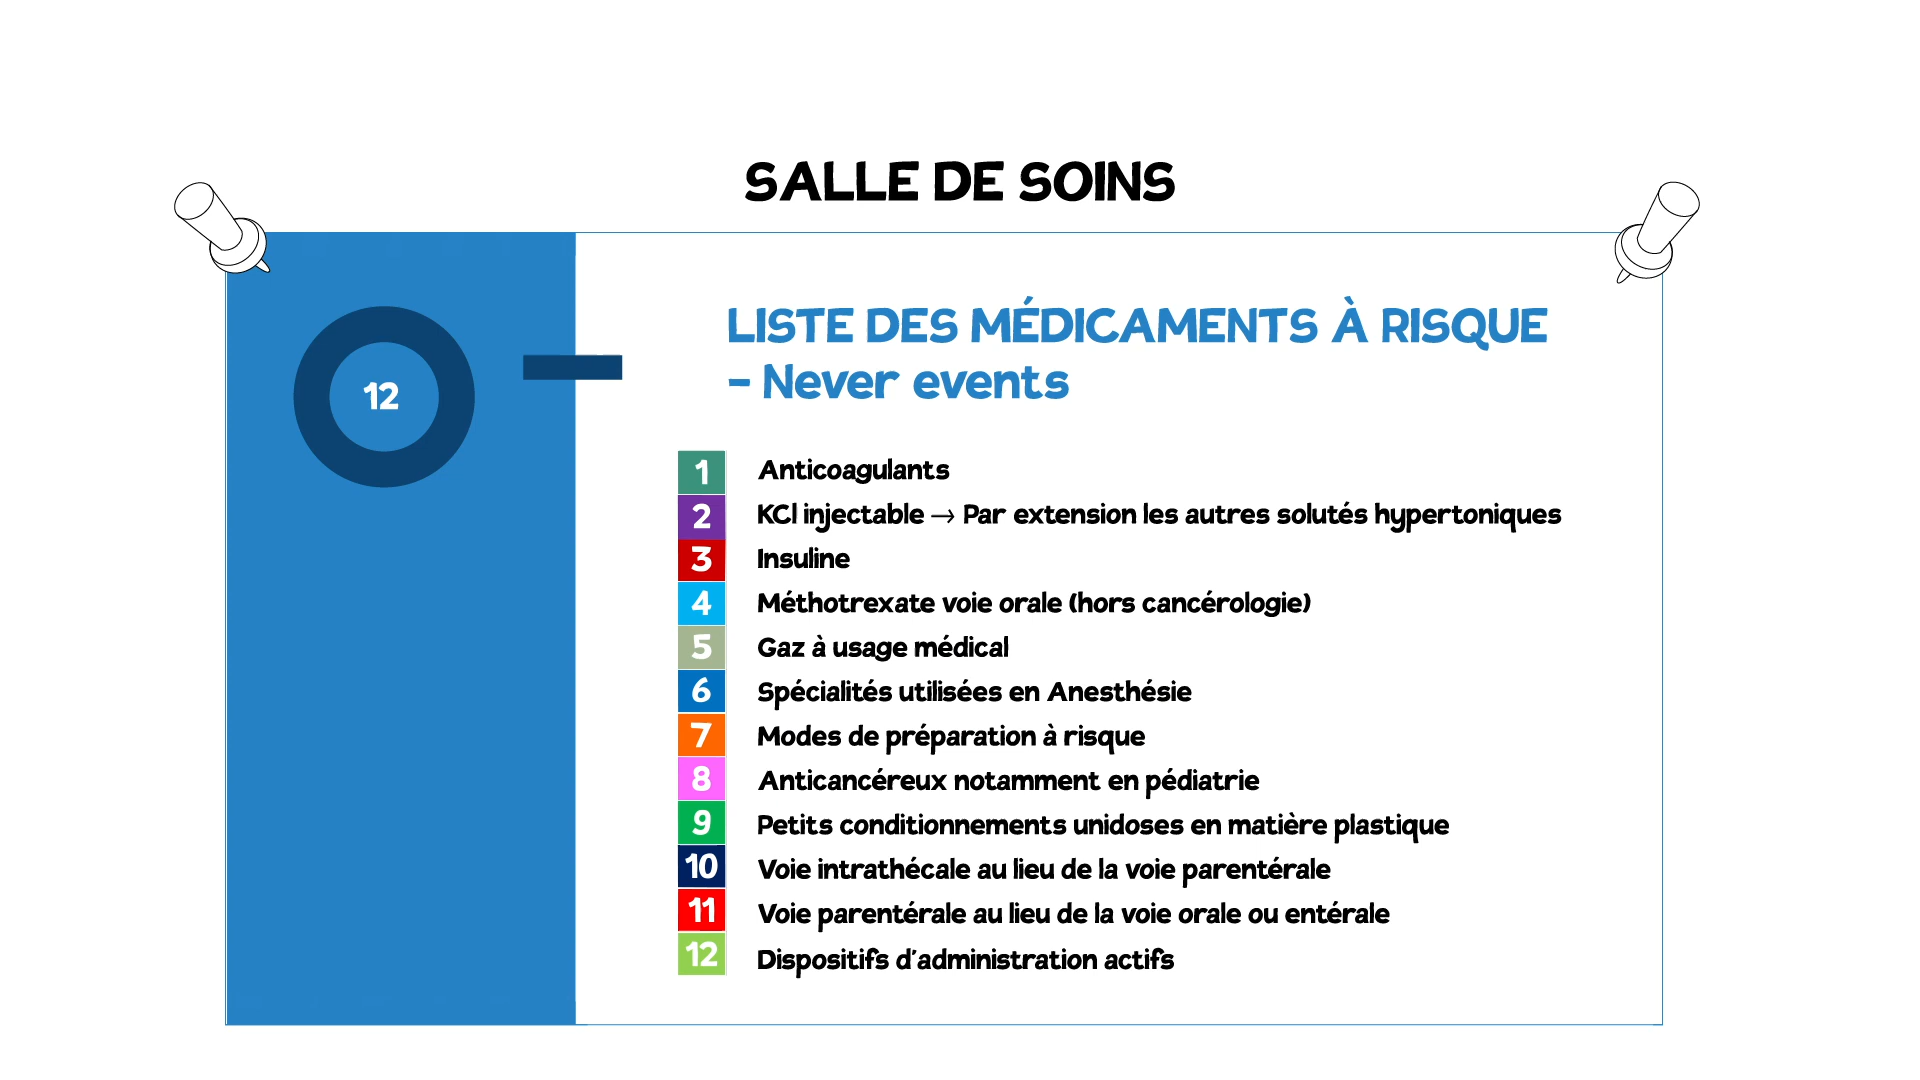 SALLE DE SOINS
12
LISTE DES MÉDICAMENTS À RISQUE
- Never events
1 Anticoagulants
2 KCl injectable → Par extension les autres solutés hypertoniques
3 Insuline
4 Méthotrexate voie orale (hors cancérologie)
5 Gaz à usage médical
6 Spécialités utilisées en Anesthésie
7 Modes de préparation à risque
8 Anticancéreux notamment en pédiatrie
9 Petits conditionnements unidoses en matière plastique
10 Voie intrathécale au lieu de la voie parentérale
11 Voie parentérale au lieu de la voie orale ou entérale
12 Dispositifs d'administration actifs